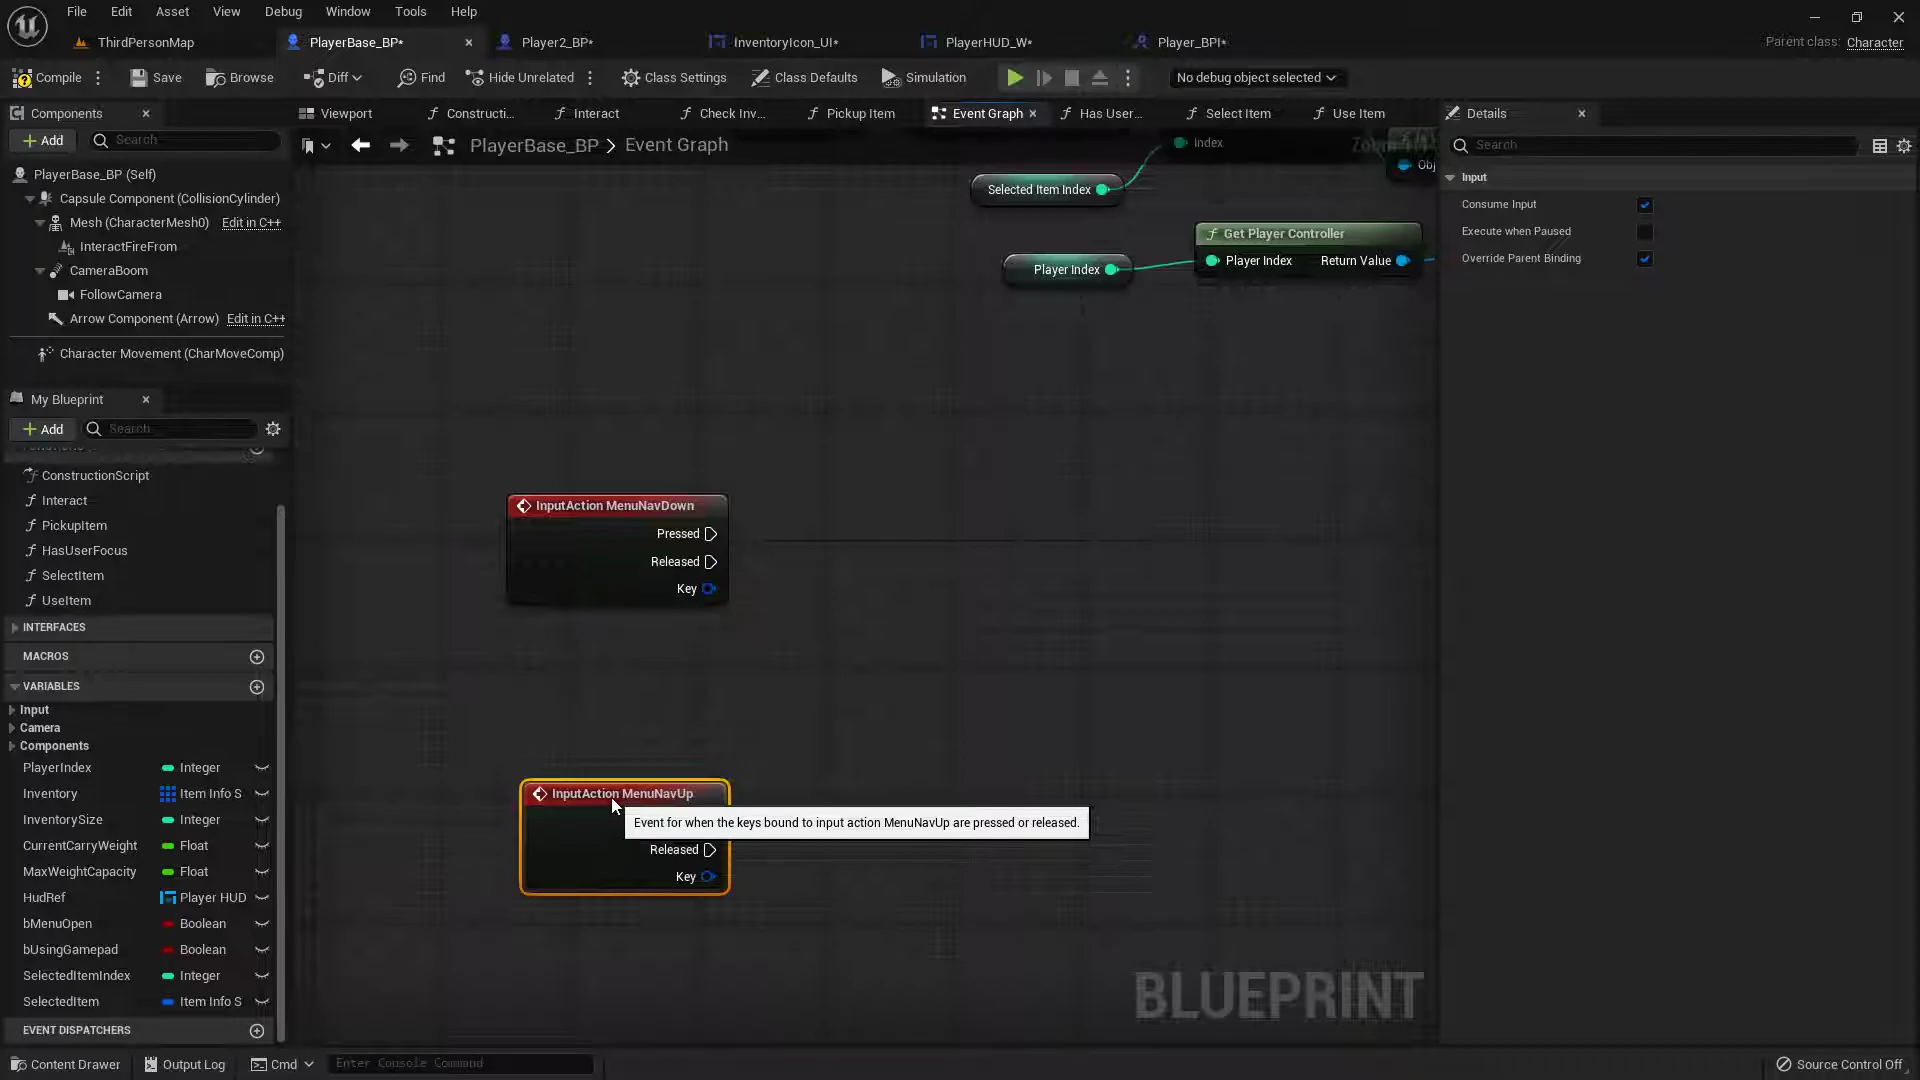 File Edit Asset View Debug Window Tools Help
ThirdPersonMap PlayerBase_BP* Player2_BP* InventoryIcon_UI* PlayerHUD_W* Player_BPI* Parent class: Character
Compile Save Browse Diff Find Hide Unrelated Class Settings Class Defaults Simulation No debug object selected
Components Viewport Constructi... Interact Check Inv... Pickup Item Event Graph Has User... Select Item Use Item Details
Add Search PlayerBase_BP > Event Graph Index Search
PlayerBase_BP (Self)
Capsule Component (CollisionCylinder)
Mesh (CharacterMesh0) Edit in C++
InteractFireFrom
CameraBoom
FollowCamera
Arrow Component (Arrow) Edit in C++
Character Movement (CharMoveComp)
Selected Item Index
Obj
Get Player Controller
Player Index Player Index Return Value
Input
Consume Input
Execute when Paused
Override Parent Binding
My Blueprint
Add Search
ConstructionScript
Interact
PickupItem
HasUserFocus
SelectItem
UseItem
INTERFACES
MACROS
VARIABLES
Input
Camera
Components
PlayerIndex Integer
Inventory Item Info S
InventorySize Integer
CurrentCarryWeight Float
MaxWeightCapacity Float
HudRef Player HUD
bMenuOpen Boolean
bUsingGamepad Boolean
SelectedItemIndex Integer
SelectedItem Item Info S
EVENT DISPATCHERS
InputAction MenuNavDown
Pressed
Released
Key
InputAction MenuNavUp
Event for when the keys bound to input action MenuNavUp are pressed or released.
Released
Key
BLUEPRINT
Content Drawer Output Log Cmd Enter Console Command Source Control Off